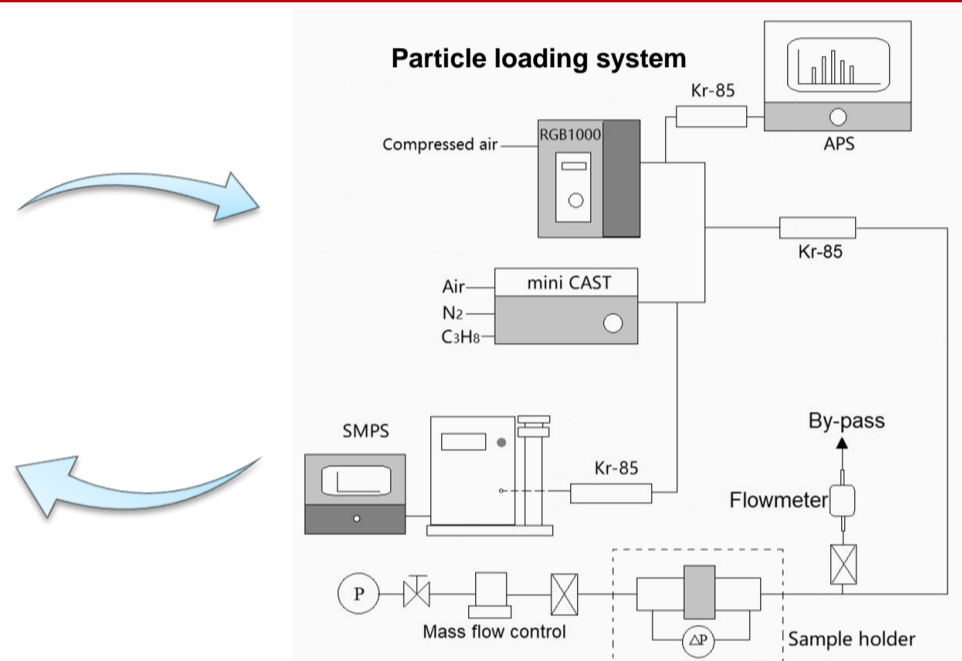 Particle loading system
Kr-85
APS
Compressed air
RGB1000
Kr-85
Air
mini CAST
N2
C3H8
SMPS
By-pass
Kr-85
Flowmeter
P
Mass flow control
ΔP
Sample holder